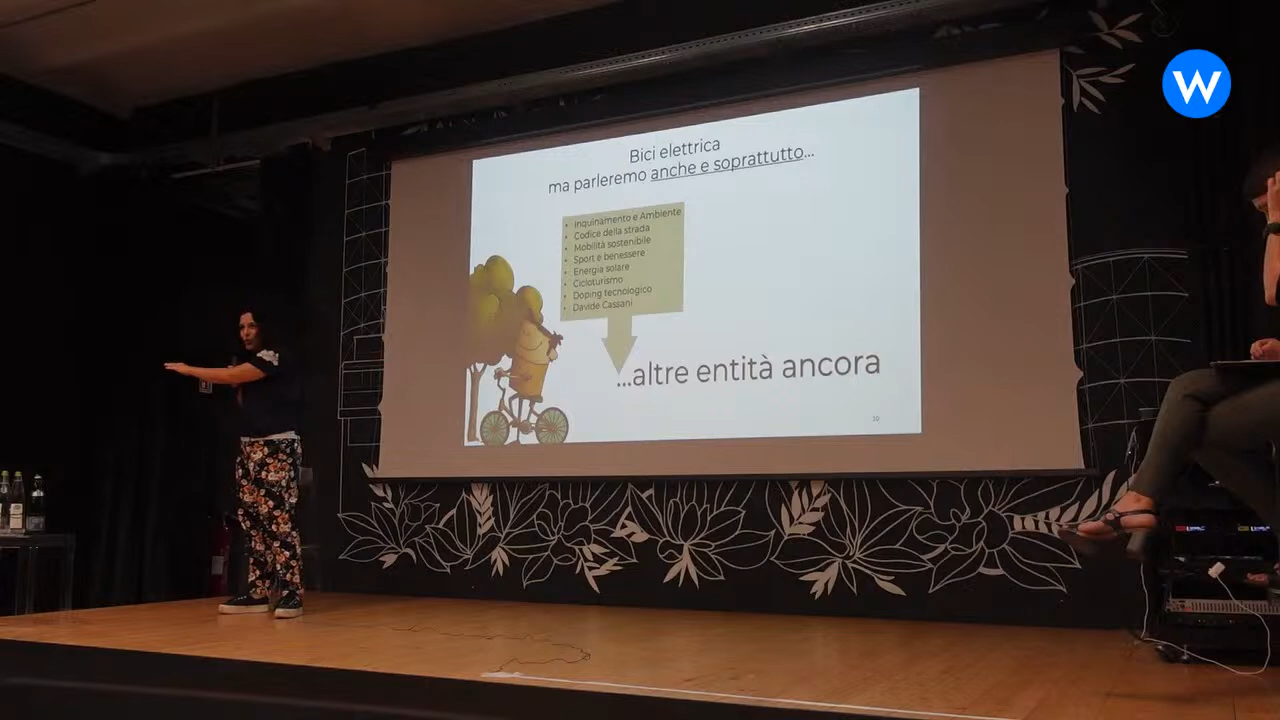 W
Bici elettrica
ma parleremo anche e soprattutto...
• Inquinamento e Ambiente
• Codice della strada
• Mobilità sostenibile
• Sport e benessere
• Energia solare
• Cicloturismo
• Doping tecnologico
• Davide Cassani
...altre entità ancora
10